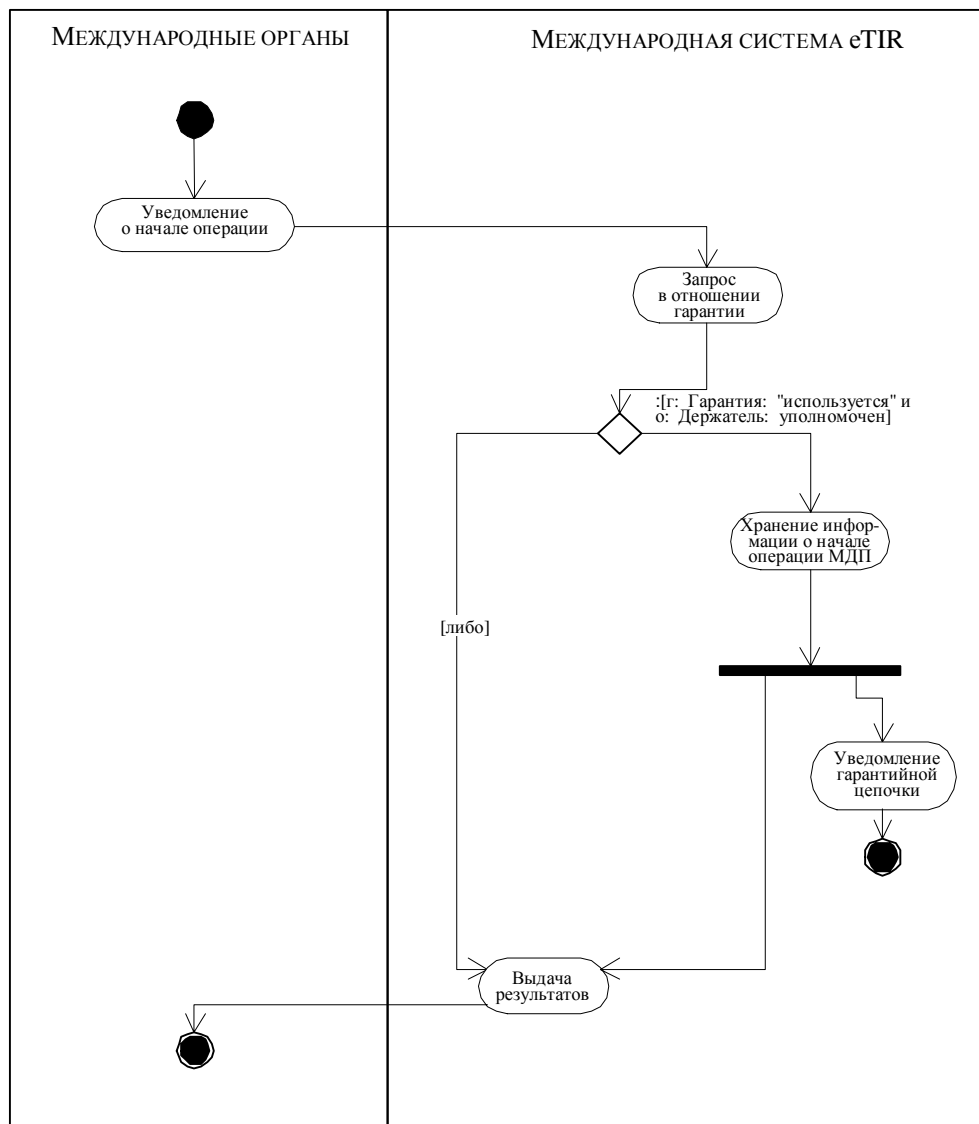 МЕЖДУНАРОДНЫЕ ОРГАНЫ
МЕЖДУНАРОДНАЯ СИСТЕМА eTIR
Уведомление
о начале операции
Запрос
в отношении
гарантии
:[г: Гарантия: "используется" и
о: Держатель: уполномочен]
Хранение инфор-
мации о начале
операции МДП
[либо]
Уведомление
гарантийной
цепочки
Выдача
результатов